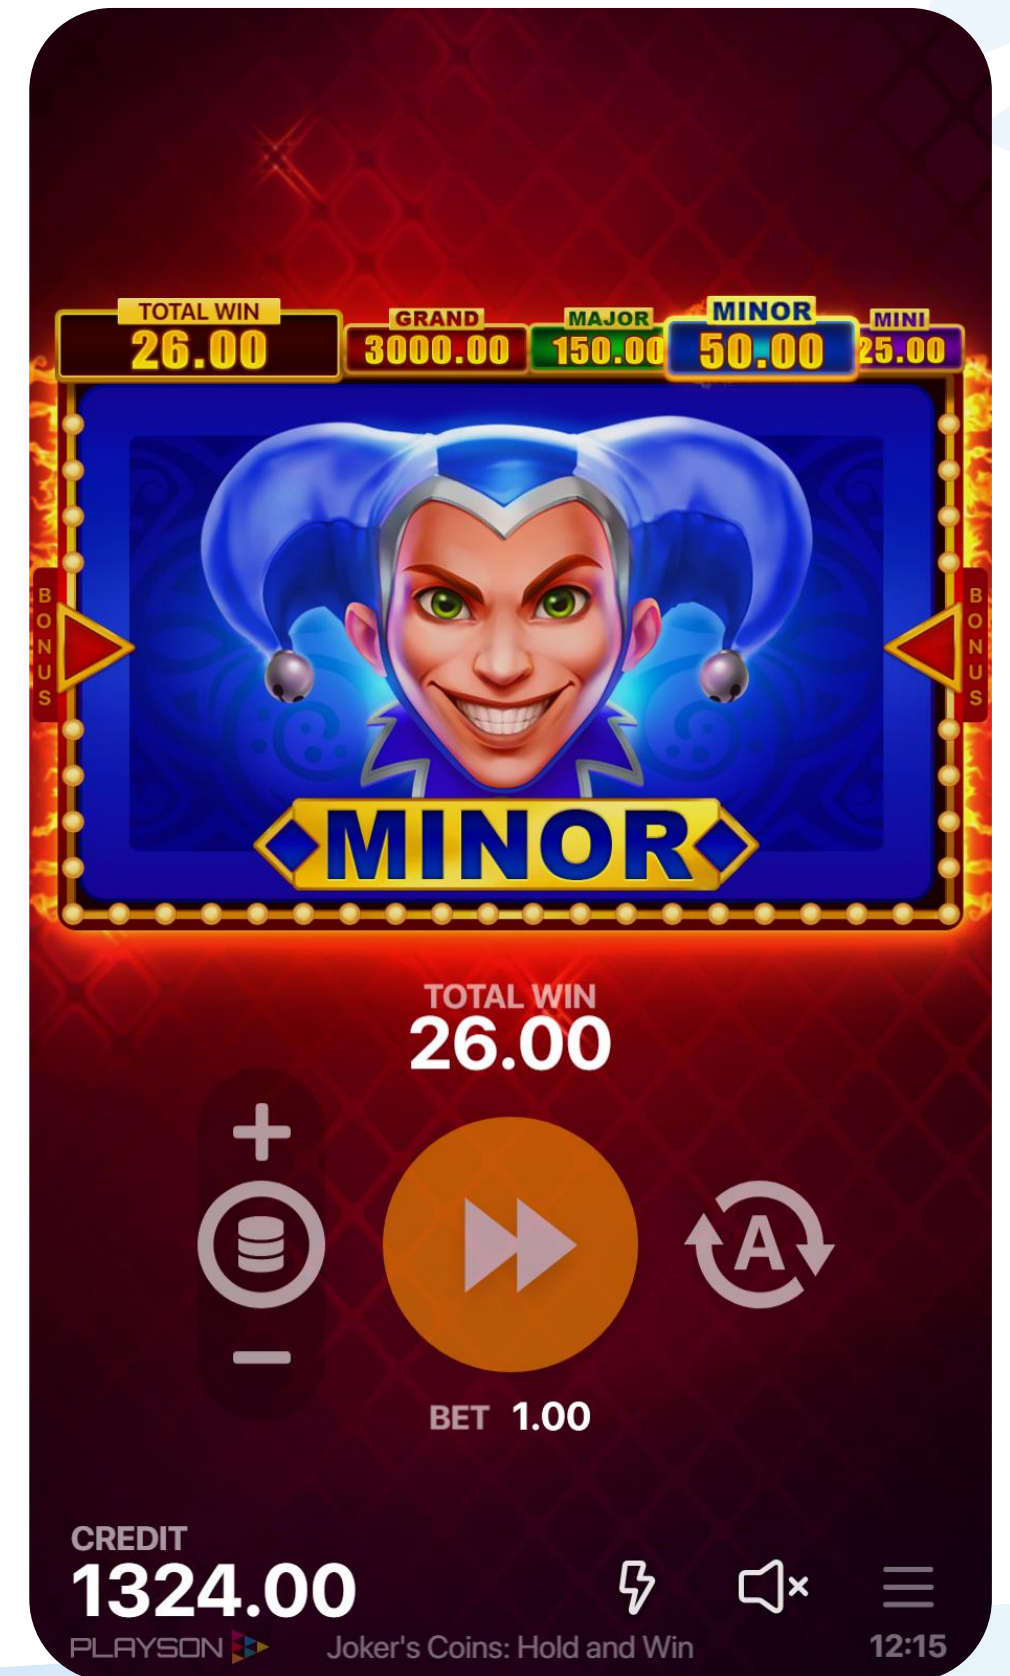 TOTAL WIN
26.00
GRAND
3000.00
MAJOR
150.00
MINOR
50.00
MINI
25.00
BONUS
BONUS
MINOR
TOTAL WIN
26.00
A
BET 1.00
CREDIT
1324.00
PLAYSON
Joker's Coins: Hold and Win
12:15